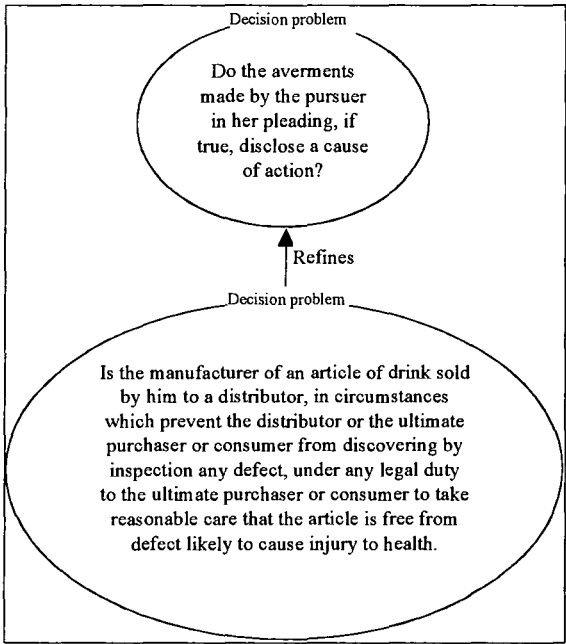 Decision problem
Do the averments
made by the pursuer
in her pleading, if
true, disclose a cause
of action?
Refines
Decision problem
Is the manufacturer of an article of drink sold
by him to a distributor, in circumstances
which prevent the distributor or the ultimate
purchaser or consumer from discovering by
inspection any defect, under any legal duty
to the ultimate purchaser or consumer to take
reasonable care that the article is free from
defect likely to cause injury to health.